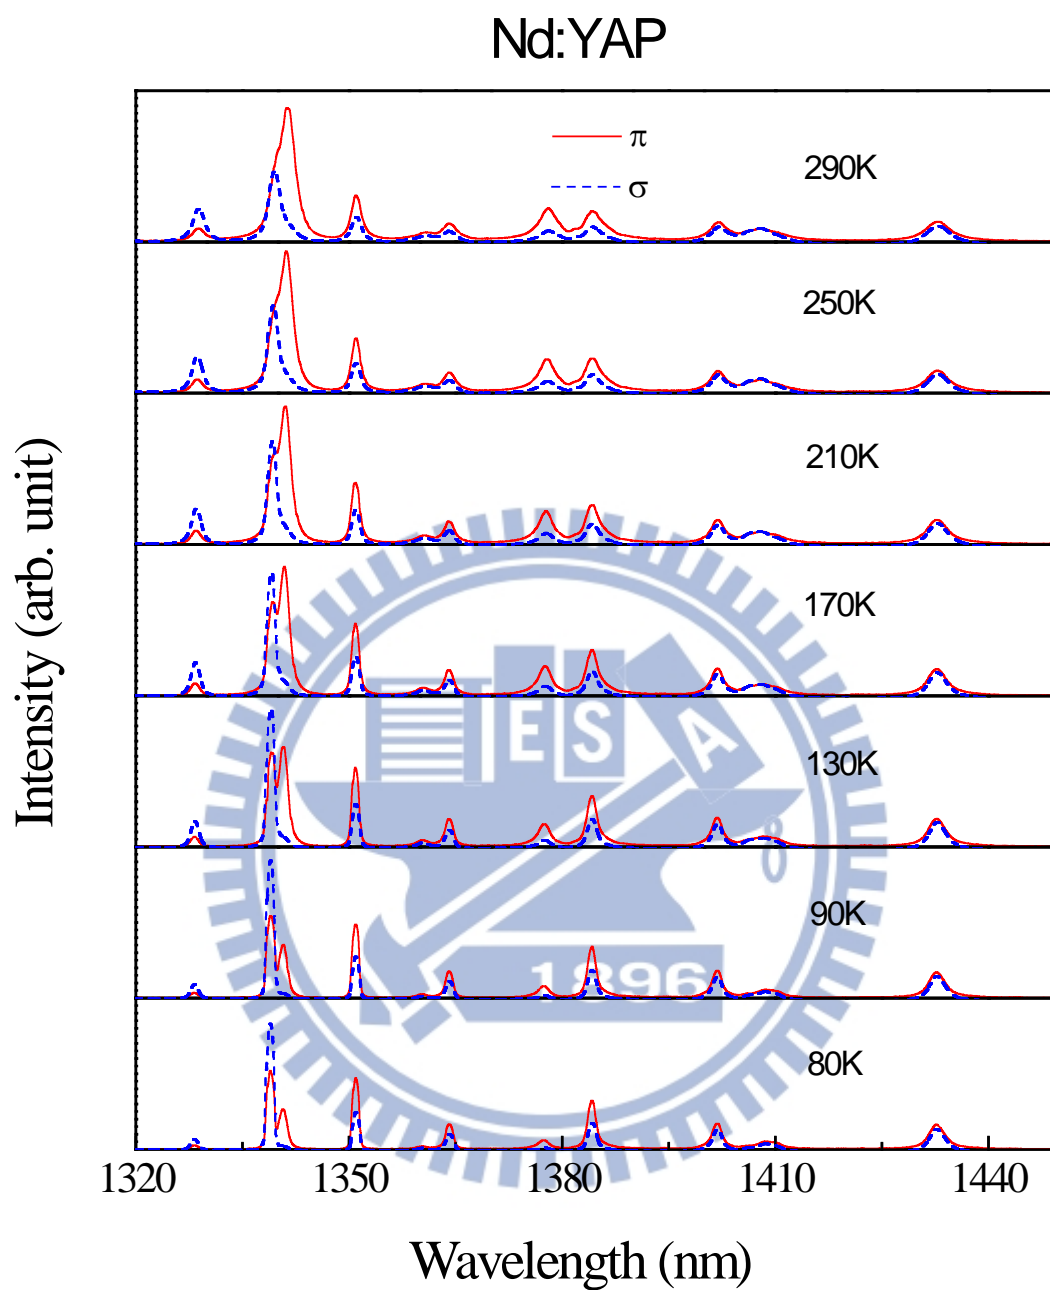 Nd:YAP
π
σ
290K
250K
210K
170K
130K
90K
80K
Intensity (arb. unit)
E S A
1896
1320 1350 1380 1410 1440
Wavelength (nm)